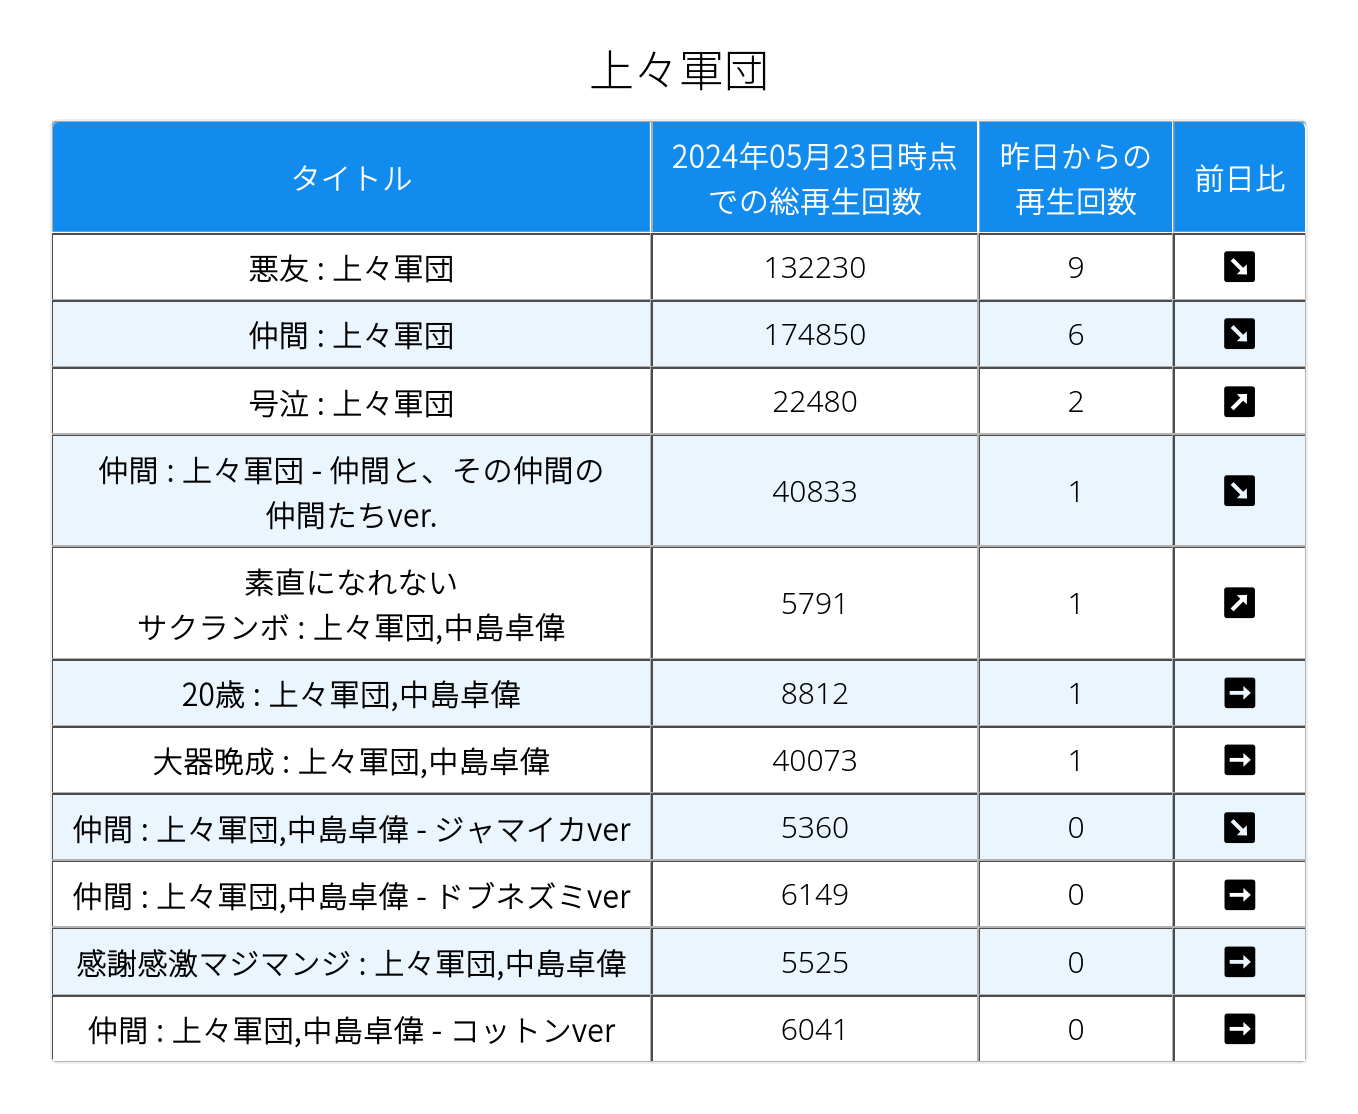 上々軍団
タイトル
2024年05月23日時点
での総再生回数
昨日からの
再生回数
前日比
悪友 : 上々軍団 132230 9 ↘
仲間 : 上々軍団 174850 6 ↘
号泣 : 上々軍団 22480 2 ↗
仲間 : 上々軍団 - 仲間と、その仲間の
仲間たちver. 40833 1 ↘
素直になれない
サクランボ : 上々軍団,中島卓偉 5791 1 ↗
20歳 : 上々軍団,中島卓偉 8812 1 →
大器晩成 : 上々軍団,中島卓偉 40073 1 →
仲間 : 上々軍団,中島卓偉 - ジャマイカver 5360 0 ↘
仲間 : 上々軍団,中島卓偉 - ドブネズミver 6149 0 →
感謝感激マジマンジ : 上々軍団,中島卓偉 5525 0 →
仲間 : 上々軍団,中島卓偉 - コットンver 6041 0 →